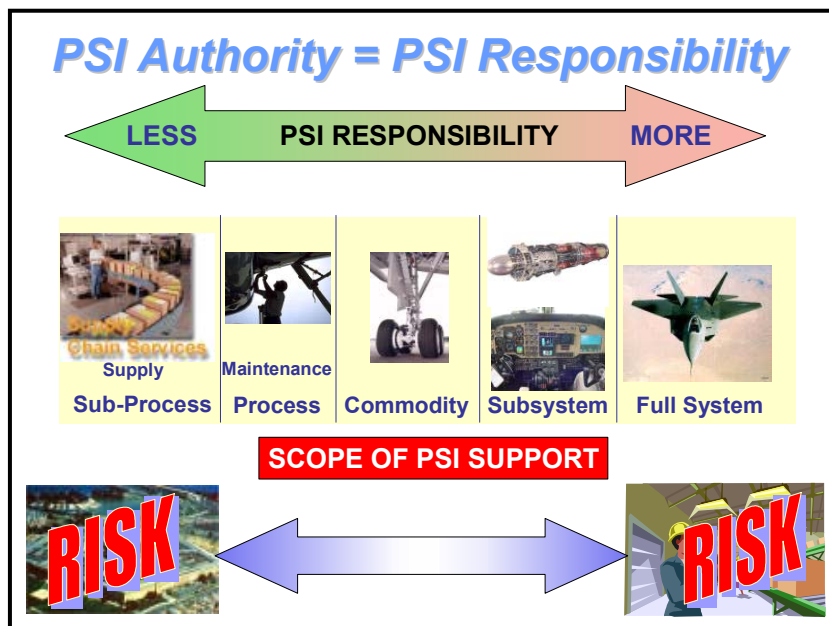 PSI Authority = PSI Responsibility
LESS PSI RESPONSIBILITY MORE
Supply
Chain Services
Supply
Maintenance
Sub-Process
Process
Commodity
Subsystem
Full System
SCOPE OF PSI SUPPORT
RISK
RISK